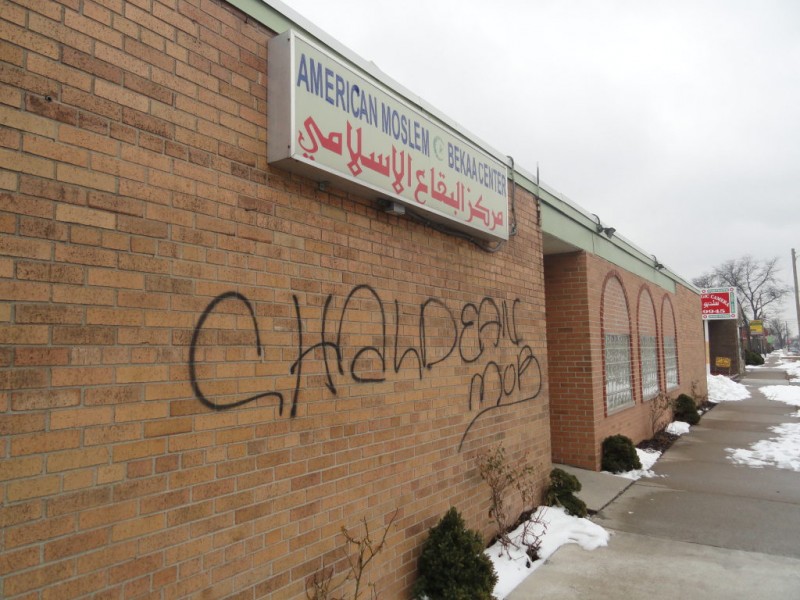 AMERICAN MOSLEM ☪ BEKAA CENTER
مركز البقاع الاسلامي
CHALDEAN
MOB